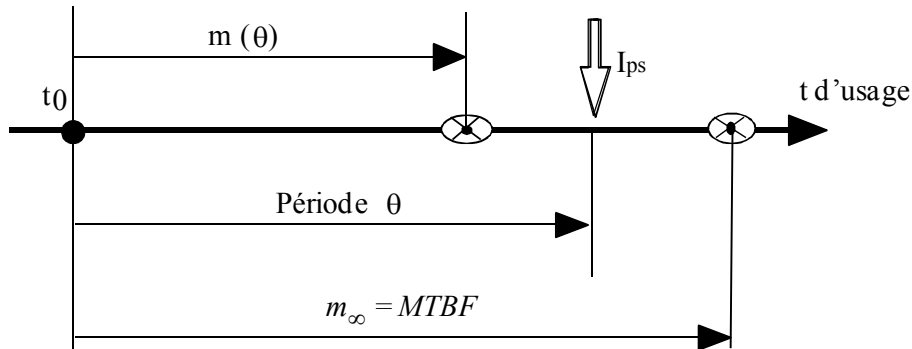 m (θ)
Ips
t0
t d'usage
Période θ
m∞ = MTBF